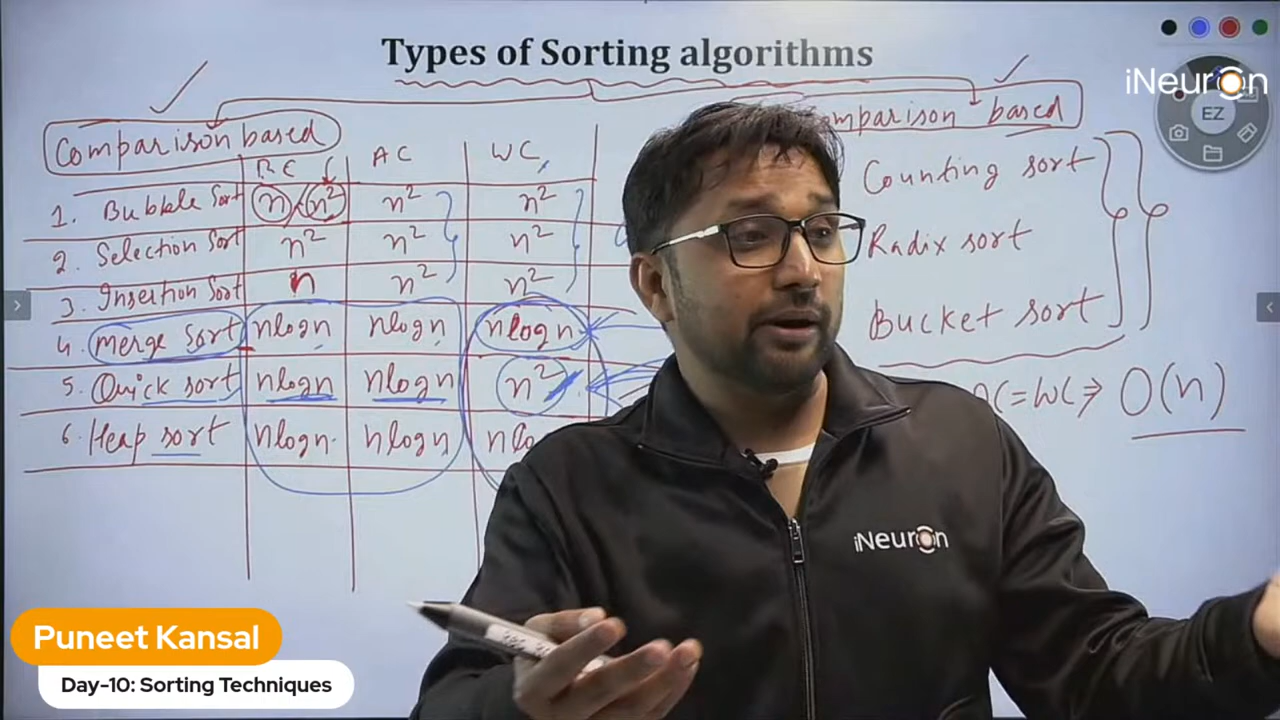 Types of Sorting algorithms
iNeuron
EZ
Comparison based
BC AC WC
1. Bubble Sort n n² n² n²
2. Selection Sort n² n² n²
3. Insertion Sort n n² n²
4. Merge Sort nlogn nlogn nlogn
5. Quick sort nlogn nlogn n²
6. Heap sort nlogn nlogn
based
Counting sort
Radix sort
Bucket sort
=WC⇒ O(n)
iNeuron
Puneet Kansal
Day-10: Sorting Techniques